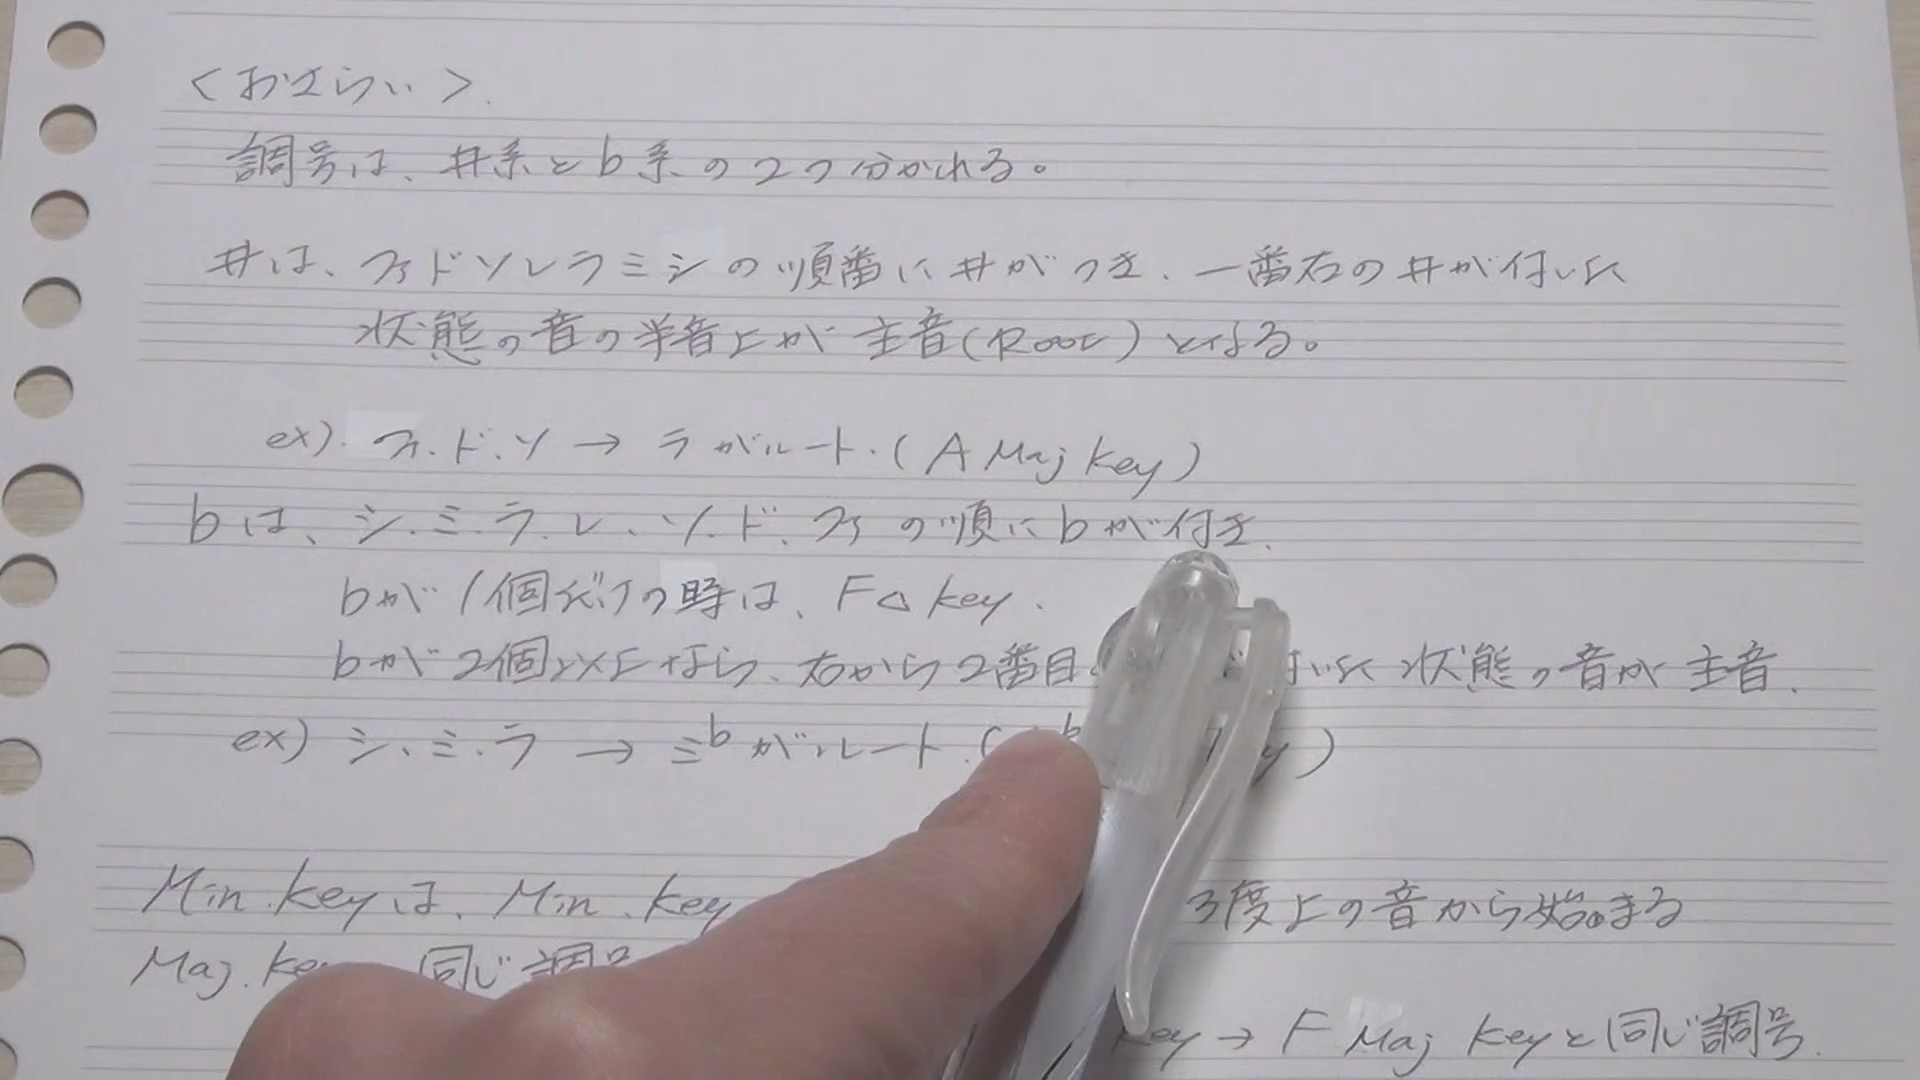 <おさらい>.
調号は、#系とb系の2つ分かれる。
#は、ファドソレラミシの順番に#がつき、一番右の#が付いた
状態の音の半音上が主音(Root)となる。
ex). ファ.ド.ソ→ラがルート.(A Maj Key)
bは、シ.ミ.ラ.レ.ソ.ド.ファの順にbが付き.
bが1個だけの時は、F△ key.
bが2個以上なら、右から2番目 いた状態の音が主音.
ex) シ.ミ.ラ→ミbがルート.( b y)
Min.keyは、Min.key 3度上の音から始まる
Maj.Ke 同じ調号
key→F Maj Keyと同じ調号.